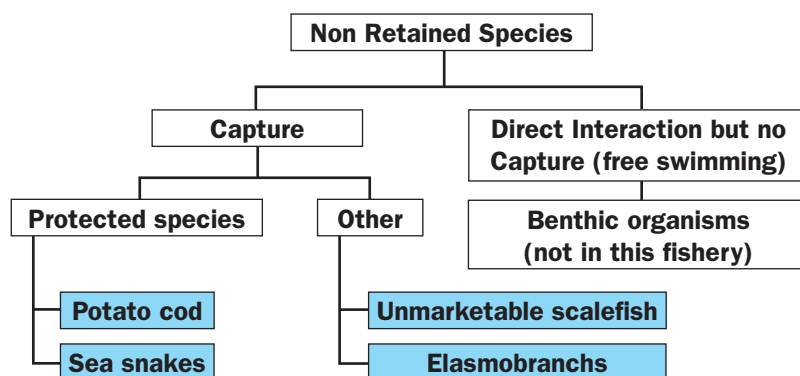 Non Retained Species
Capture
Direct Interaction but no
Capture (free swimming)
Protected species
Other
Benthic organisms
(not in this fishery)
Potato cod
Unmarketable scalefish
Sea snakes
Elasmobranchs